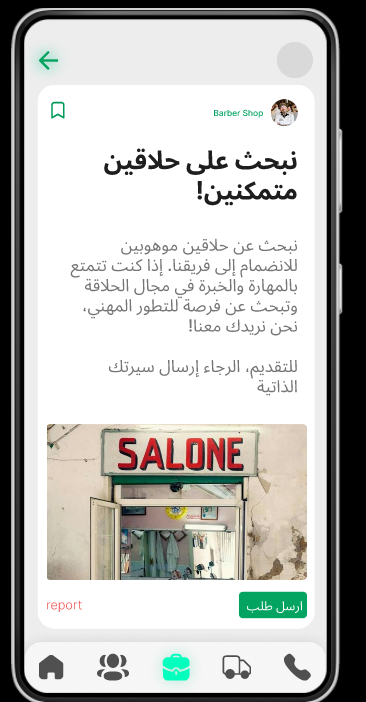 Barber Shop
نبحث على حلاقين
متمكنين!
نبحث عن حلاقين موهوبين
للانضمام إلى فريقنا. إذا كنت تتمتع
بالمهارة والخبرة في مجال الحلاقة
وتبحث عن فرصة للتطور المهني،
نحن نريدك معنا!
للتقديم، الرجاء إرسال سيرتك
الذاتية
SALONE
report
ارسل طلب